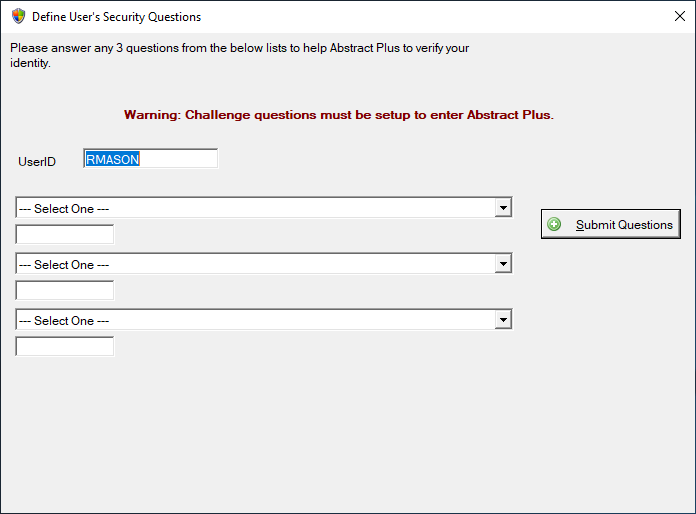 Define User's Security Questions
Please answer any 3 questions from the below lists to help Abstract Plus to verify your
identity.
Warning: Challenge questions must be setup to enter Abstract Plus.
UserID
RMASON
--- Select One ---
Submit Questions
--- Select One ---
--- Select One ---